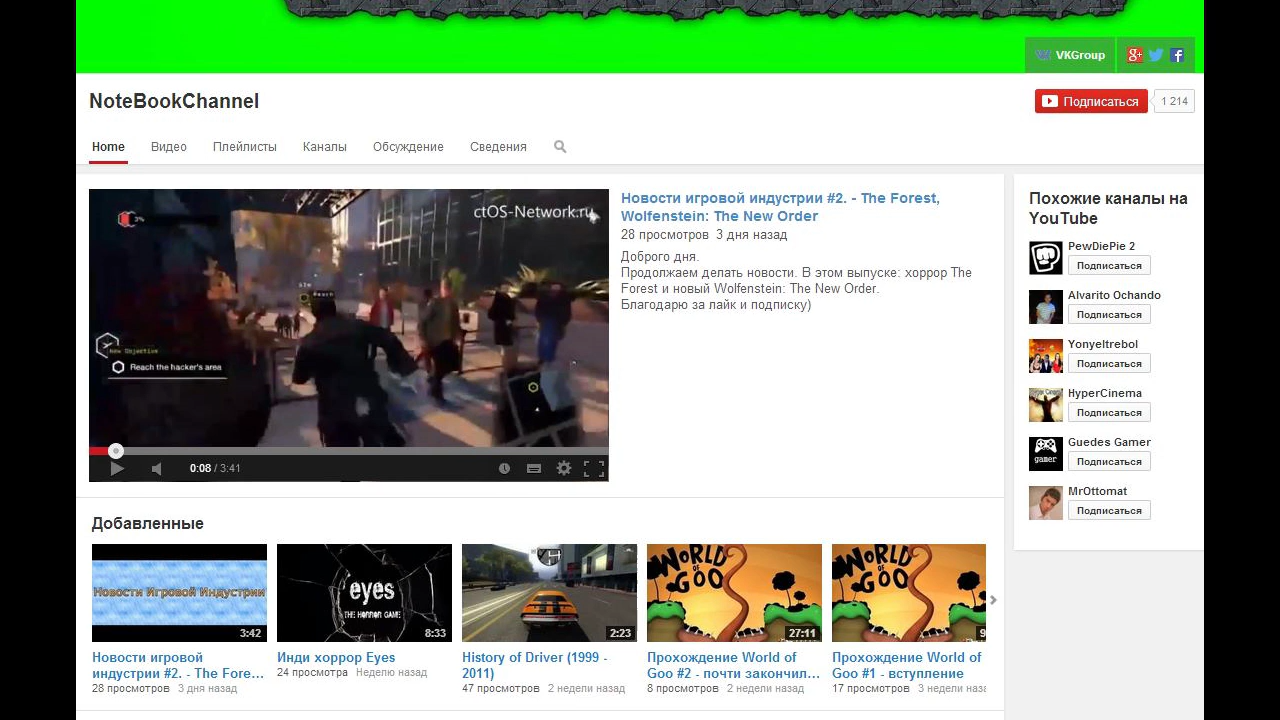 VKGroup
NoteBookChannel
Подписаться
1 214
Home
Видео
Плейлисты
Каналы
Обсуждение
Сведения
ctOS-Network.ru
New Objective
Reach the hacker's area
0:08 / 3:41
Новости игровой индустрии #2. - The Forest,
Wolfenstein: The New Order
28 просмотров 3 дня назад
Доброго дня.
Продолжаем делать новости. В этом выпуске: хоррор The
Forest и новый Wolfenstein: The New Order.
Благодарю за лайк и подписку)
Похожие каналы на
YouTube
PewDiePie 2
Подписаться
Alvarito Ochando
Подписаться
Yonyeltrebol
Подписаться
HyperCinema
Подписаться
gamer
Guedes Gamer
Подписаться
MrOttomat
Подписаться
Добавленные
Новости Игровой Индустрии
3:42
Новости игровой
индустрии #2. - The Fore...
28 просмотров 3 дня назад
eyes
THE HORROR GAME
8:33
Инди хоррор Eyes
24 просмотра Неделю назад
2:23
History of Driver (1999 -
2011)
47 просмотров 2 недели назад
WORLD
OF
GOO
27:11
Прохождение World of
Goo #2 - почти закончил...
8 просмотров 2 недели назад
WORLD
OF
GOO
9
Прохождение World of
Goo #1 - вступление
17 просмотров 3 недели наза